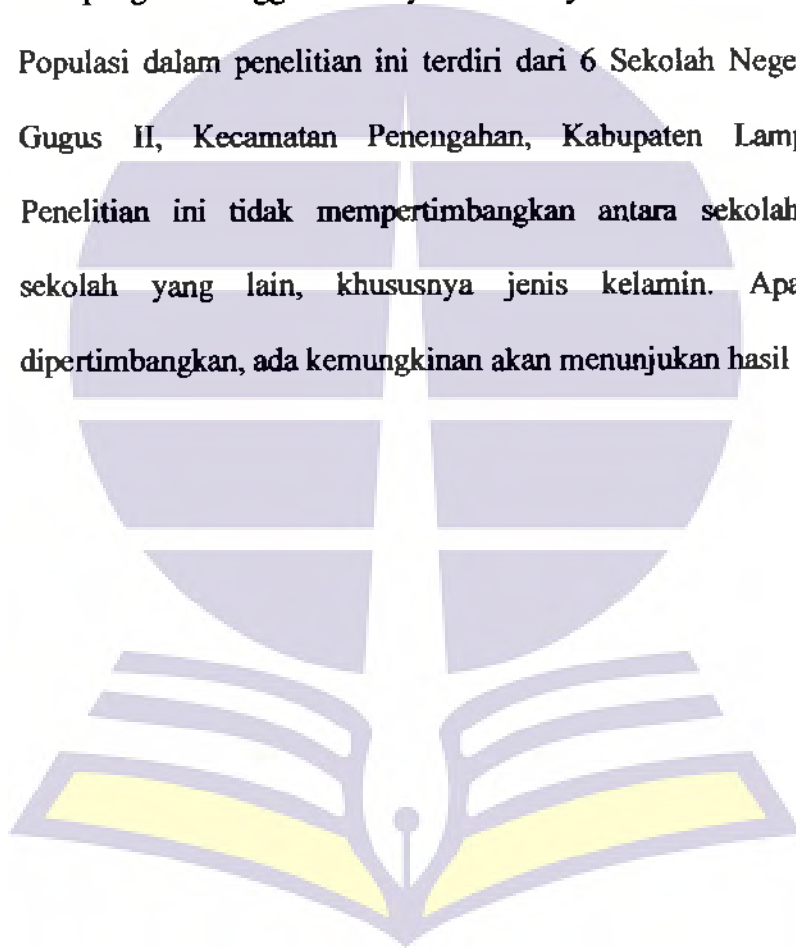 Populasi dalam penelitian ini terdiri dari 6 Sekolah Nege
Gugus II, Kecamatan Penengahan, Kabupaten Lamp
Penelitian ini tidak mempertimbangkan antara sekolah
sekolah yang lain, khususnya jenis kelamin. Apa
dipertimbangkan, ada kemungkinan akan menunjukan hasil